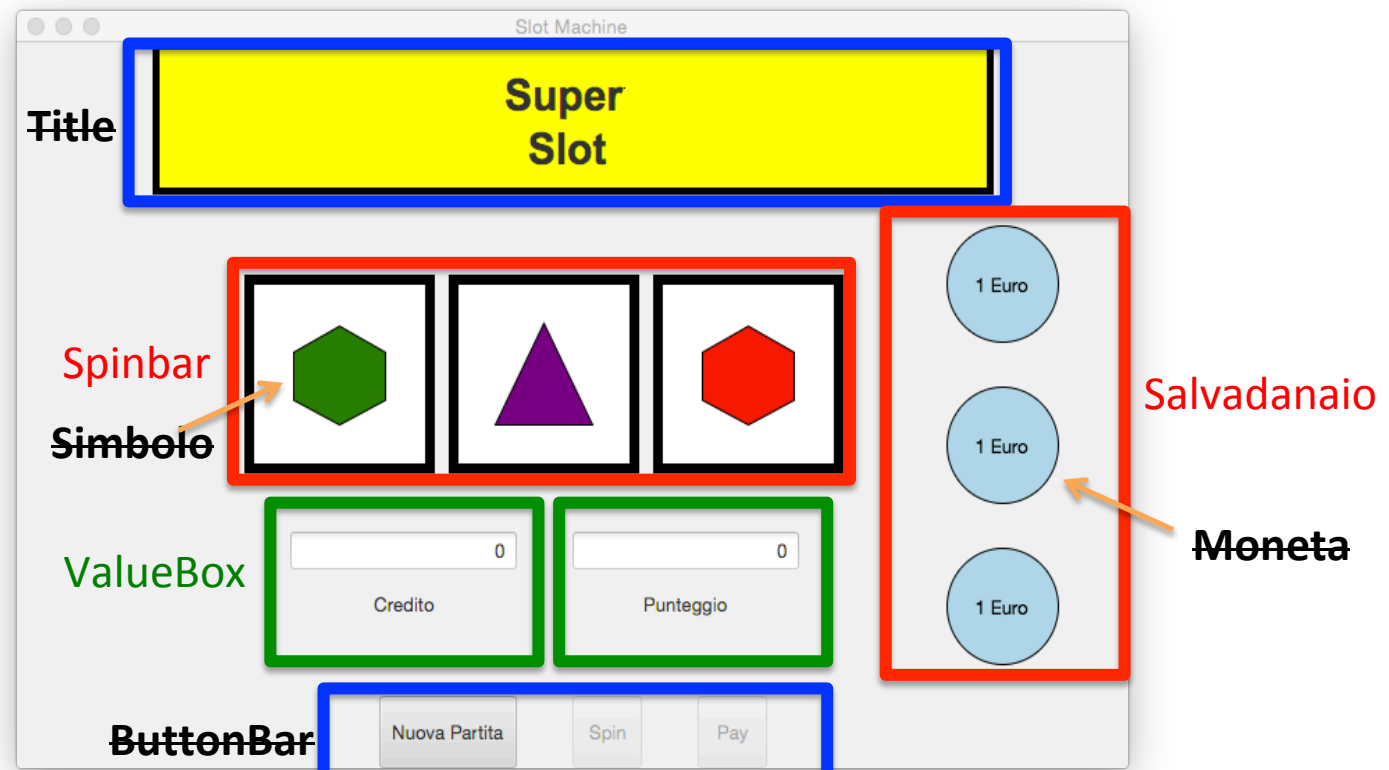 Slot Machine
Title
Super
Slot
1 Euro
Spinbar
Salvadanaio
Simbolo
1 Euro
Moneta
ValueBox
0
0
Credito
Punteggio
1 Euro
ButtonBar
Nuova Partita
Spin
Pay